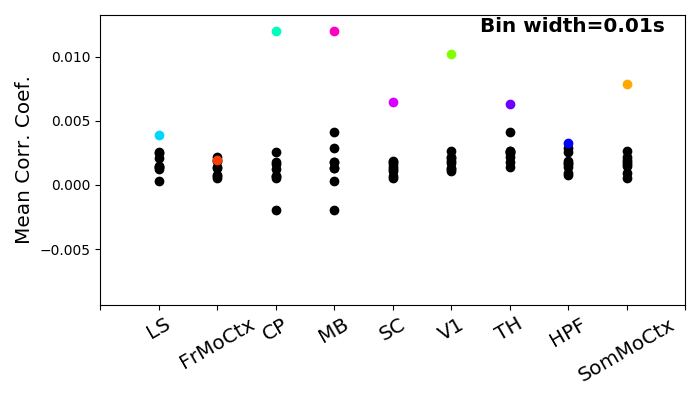 Bin width=0.01s
Mean Corr. Coef.
0.010
0.005
0.000
−0.005
LS
FrMoCtx
CP
MB
SC
V1
TH
HPF
SomMoCtx